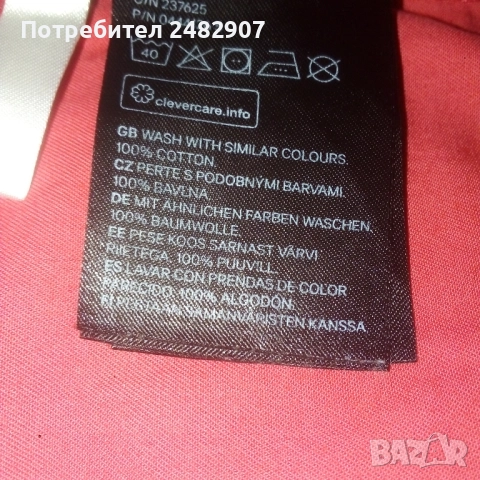 Потребител 2482907
C/N 237625
P/N
40
clevercare.info
GB WASH WITH SIMILAR COLOURS.
100% COTTON.
CZ PERTE S PODOBNÝMI BARVAMI.
100% BAVLNA.
DE MIT ÄHNLICHEN FARBEN WASCHEN.
100% BAUMWOLLE.
EE PESE KOOS SARNAST VÄRVI
RIIETEGA. 100% PUUVILL.
ES LAVAR CON PRENDAS DE COLOR
PARECIDO. 100% ALGODÓN.
FI PESTÄÄN SAMANVÄRISTEN KANSSA
BAZAR